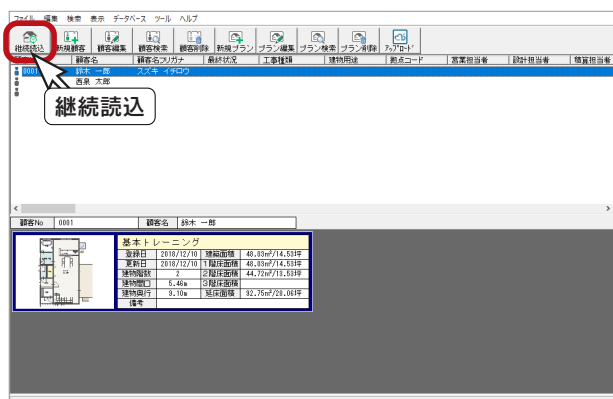 ファイル 編集 検索 表示 データベース ツール ヘルプ
継続読込 新規顧客 顧客編集 顧客検索 顧客削除 新規プラン プラン編集 プラン検索 プラン削除 アップロード
顧客名 顧客名フリガナ 最終状況 工事種類 建物用途 拠点コード 営業担当者 設計担当者 積算担当者
0001 鈴木 一郎 スズキ イチロウ
西泉 太郎
継続読込
顧客No 0001 顧客名 鈴木 一郎
基本トレーニング
登録日 2018/12/10 建築面積 48.03m²/14.53坪
更新日 2018/12/10 1階床面積 48.03m²/14.53坪
建物階数 2 2階床面積 44.72m²/13.53坪
建物間口 5.46m 3階床面積
建物奥行 9.10m 延床面積 92.75m²/28.06坪
備考